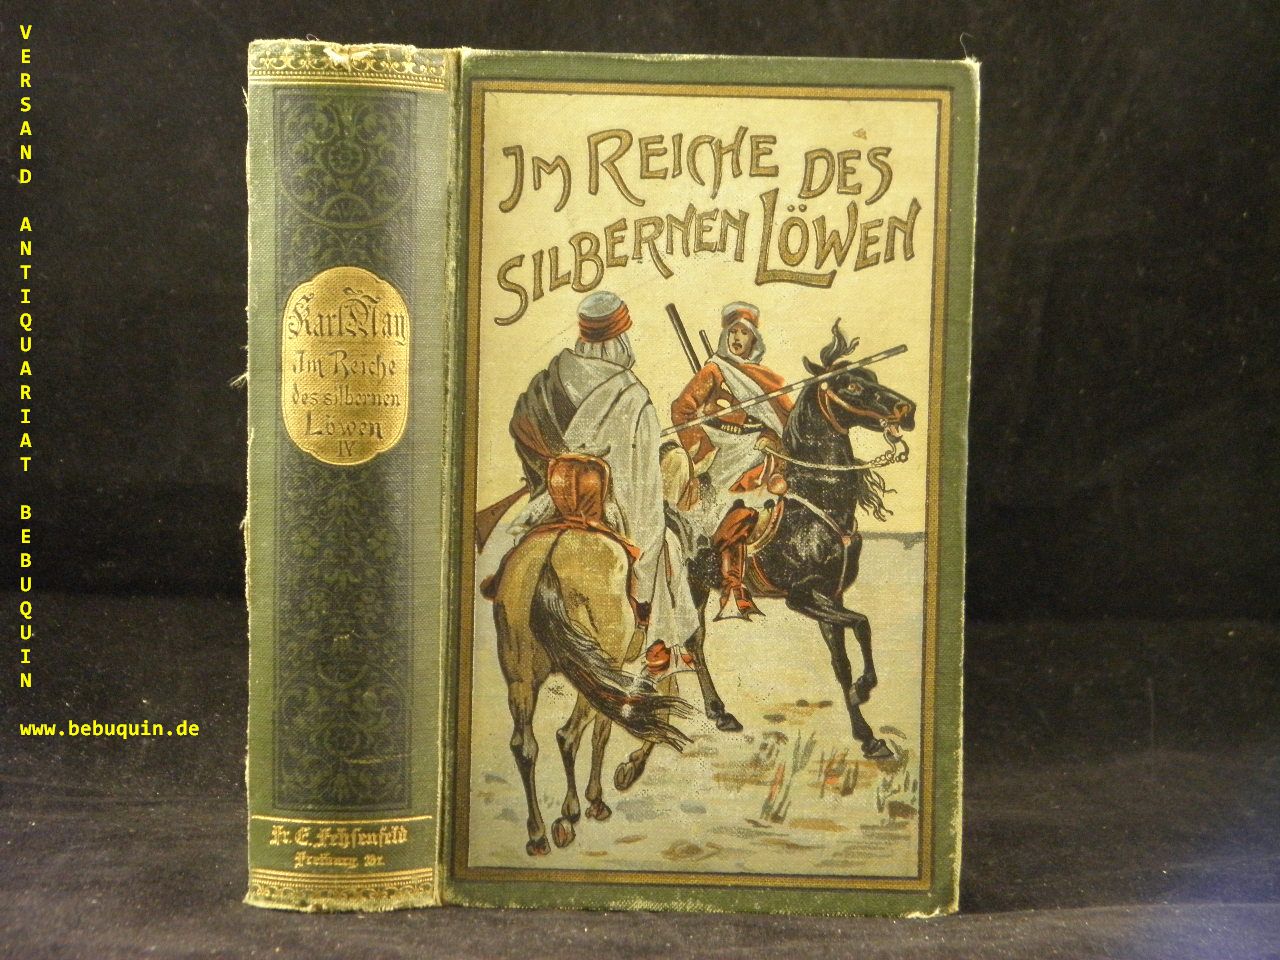 VERSAND ANTIQUARIAT BEBUQUIN
www.bebuquin.de
Karl May
Im Reiche
des silbernen
Löwen
IV
Fr. E. Fehsenfeld
Freiburg Br.
IM REICHE DES
SILBERNEN LÖWEN